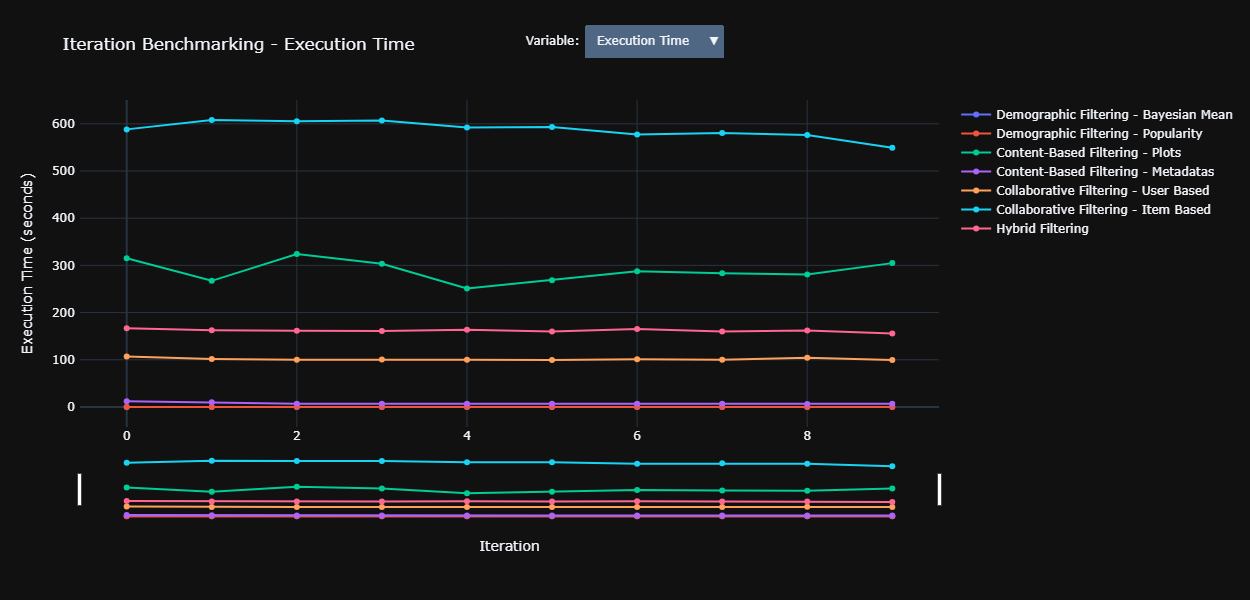 Iteration Benchmarking - Execution Time
Variable: Execution Time ▼
Execution Time (seconds)
600
500
400
300
200
100
0
0 2 4 6 8
Iteration
Demographic Filtering - Bayesian Mean
Demographic Filtering - Popularity
Content-Based Filtering - Plots
Content-Based Filtering - Metadatas
Collaborative Filtering - User Based
Collaborative Filtering - Item Based
Hybrid Filtering